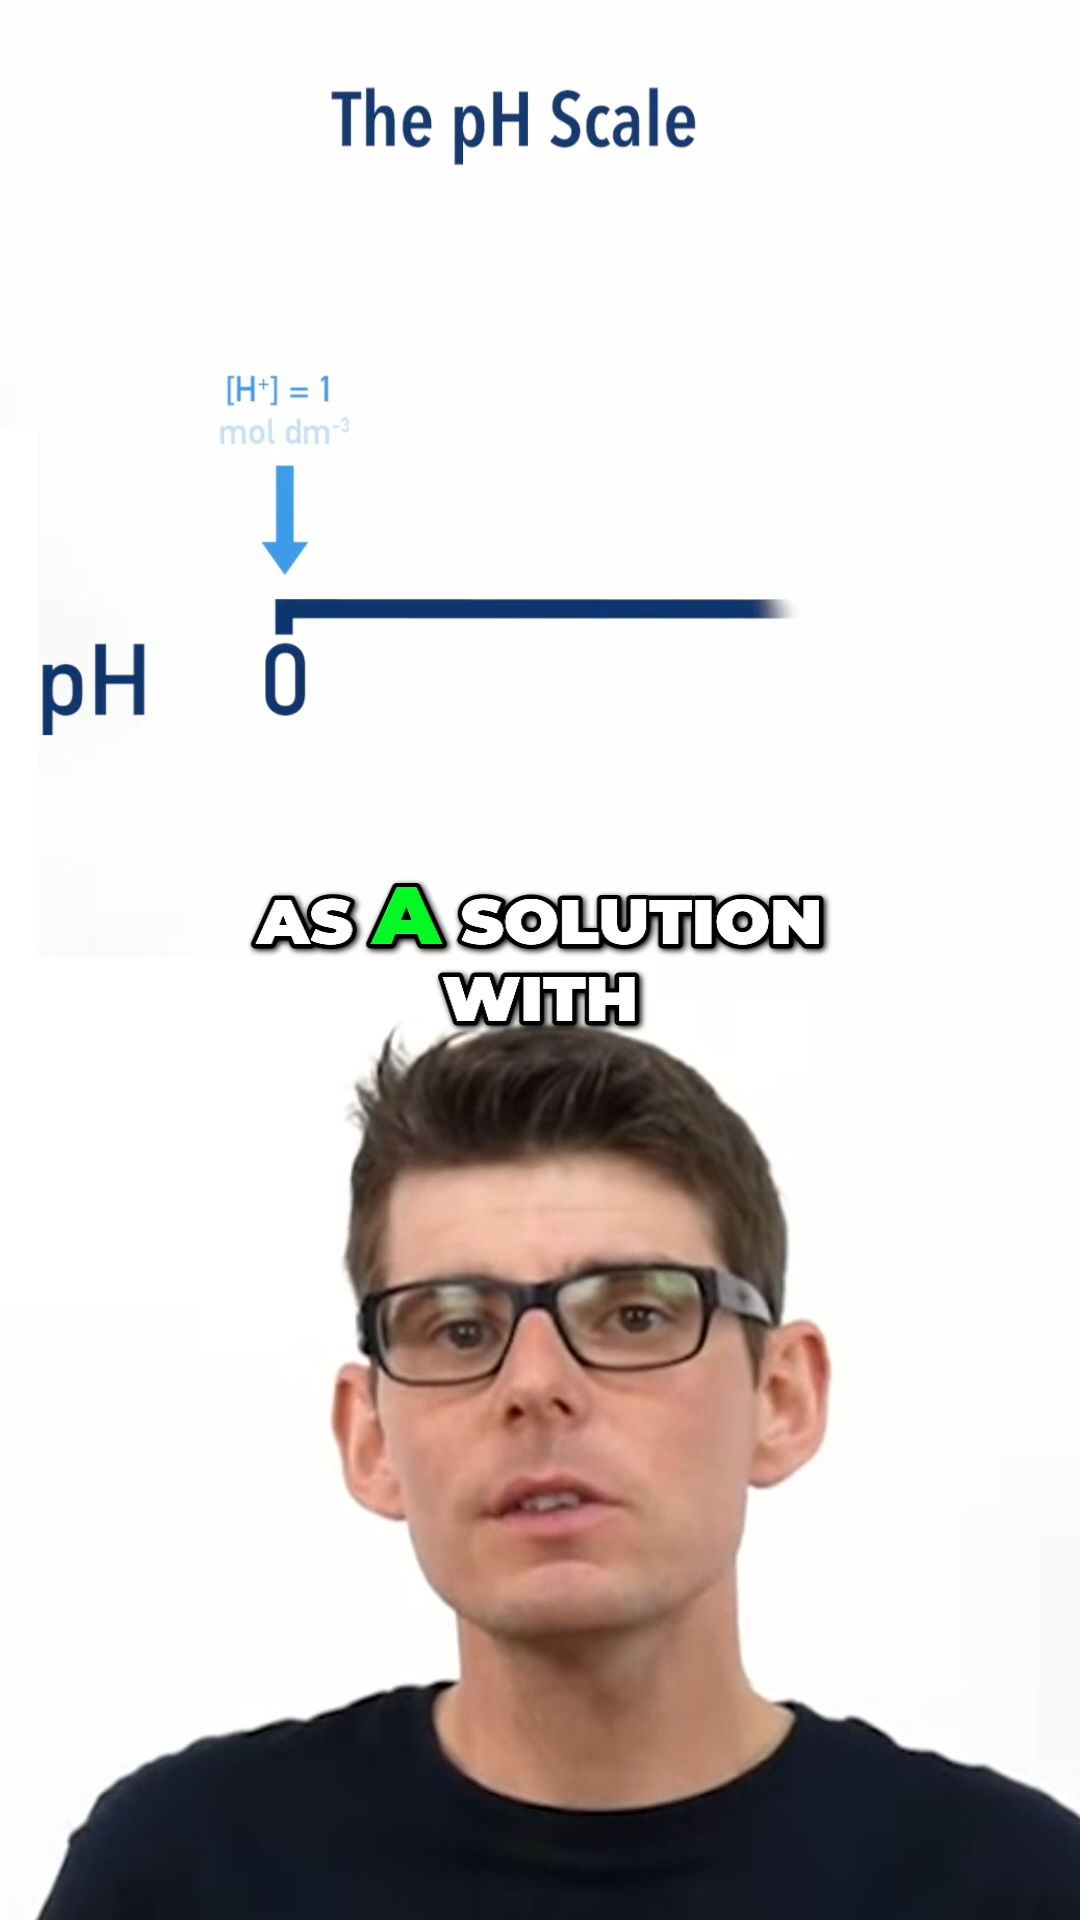 The pH Scale
[H⁺] = 1
mol dm⁻³
pH 0
AS A SOLUTION
WITH